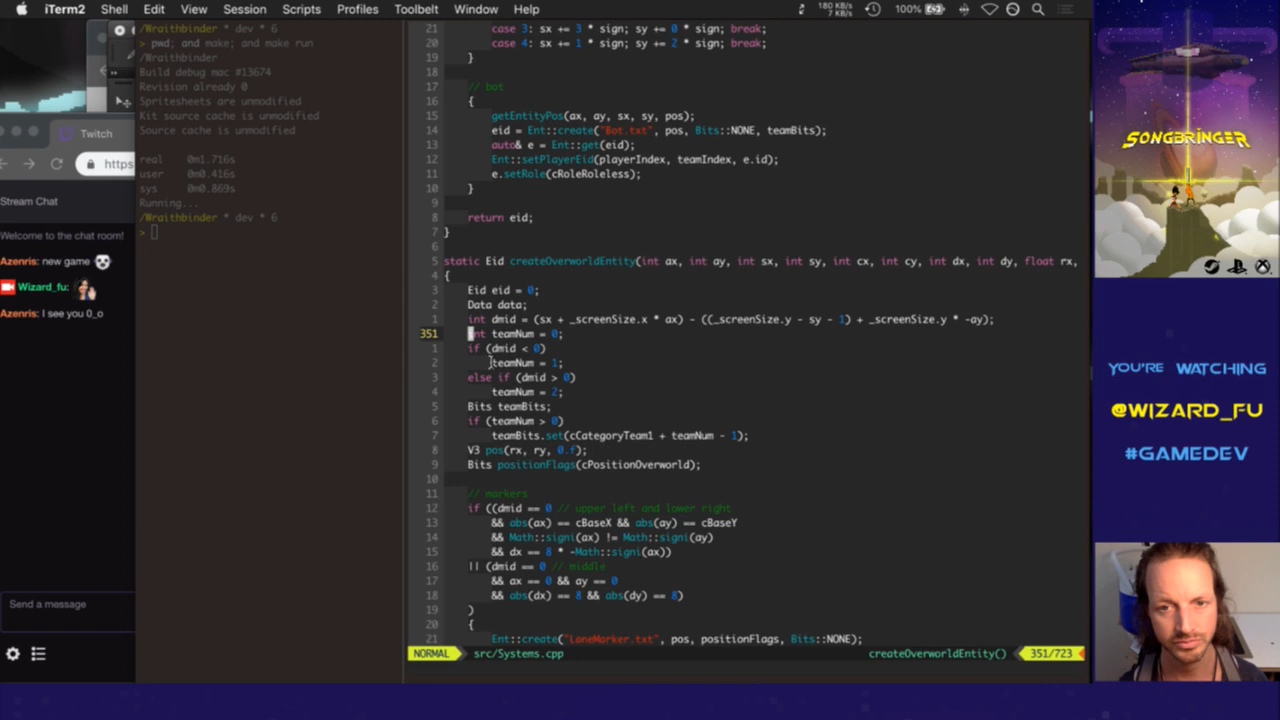 iTerm2 Shell Edit View Session Scripts Profiles Toolbelt Window Help 180 KB/s 7 KB/s 100%
/Wraithbinder * dev * 6
> pwd; and make; and make run
/Wraithbinder
Build debug mac #13674
Revision already 0
Spritesheets are unmodified
Kit source cache is unmodified
Source cache is unmodified
real 0m1.716s
user 0m0.416s
sys 0m0.869s
Running...
/Wraithbinder * dev * 6
>
Twitch
https
Stream Chat
Welcome to the chat room!
Azenris: new game
Wizard_fu:
Azenris: I see you 0_o
Send a message
21 case 3: sx += 3 * sign; sy += 0 * sign; break;
20 case 4: sx += 1 * sign; sy += 2 * sign; break;
19 }
18
17 // bot
16 {
15 getEntityPos(ax, ay, sx, sy, pos);
14 eid = Ent::create("Bot.txt", pos, Bits::NONE, teamBits);
13 auto& e = Ent::get(eid);
12 Ent::setPlayerEid(playerIndex, teamIndex, e.id);
11 e.setRole(cRoleRoleless);
10 }
9
8 return eid;
7 }
6
5 static Eid createOverworldEntity(int ax, int ay, int sx, int sy, int cx, int cy, int dx, int dy, float rx,
4 {
3 Eid eid = 0;
2 Data data;
1 int dmid = (sx + _screenSize.x * ax) - ((_screenSize.y - sy - 1) + _screenSize.y * -ay);
351 int teamNum = 0;
1 if (dmid < 0)
2 teamNum = 1;
3 else if (dmid > 0)
4 teamNum = 2;
5 Bits teamBits;
6 if (teamNum > 0)
7 teamBits.set(cCategoryTeam1 + teamNum - 1);
8 V3 pos(rx, ry, 0.f);
9 Bits positionFlags(cPositionOverworld);
10
11 // markers
12 if ((dmid == 0 // upper left and lower right
13 && abs(ax) == cBaseX && abs(ay) == cBaseY
14 && Math::signi(ax) != Math::signi(ay)
15 && dx == 8 * -Math::signi(ax))
16 || (dmid == 0 // middle
17 && ax == 0 && ay == 0
18 && abs(dx) == 8 && abs(dy) == 8)
19 )
20 {
21 Ent::create("LaneMarker.txt", pos, positionFlags, Bits::NONE);
NORMAL src/Systems.cpp createOverworldEntity() 351/723
SONGBRINGER
YOU'RE WATCHING
@WIZARD_FU
#GAMEDEV